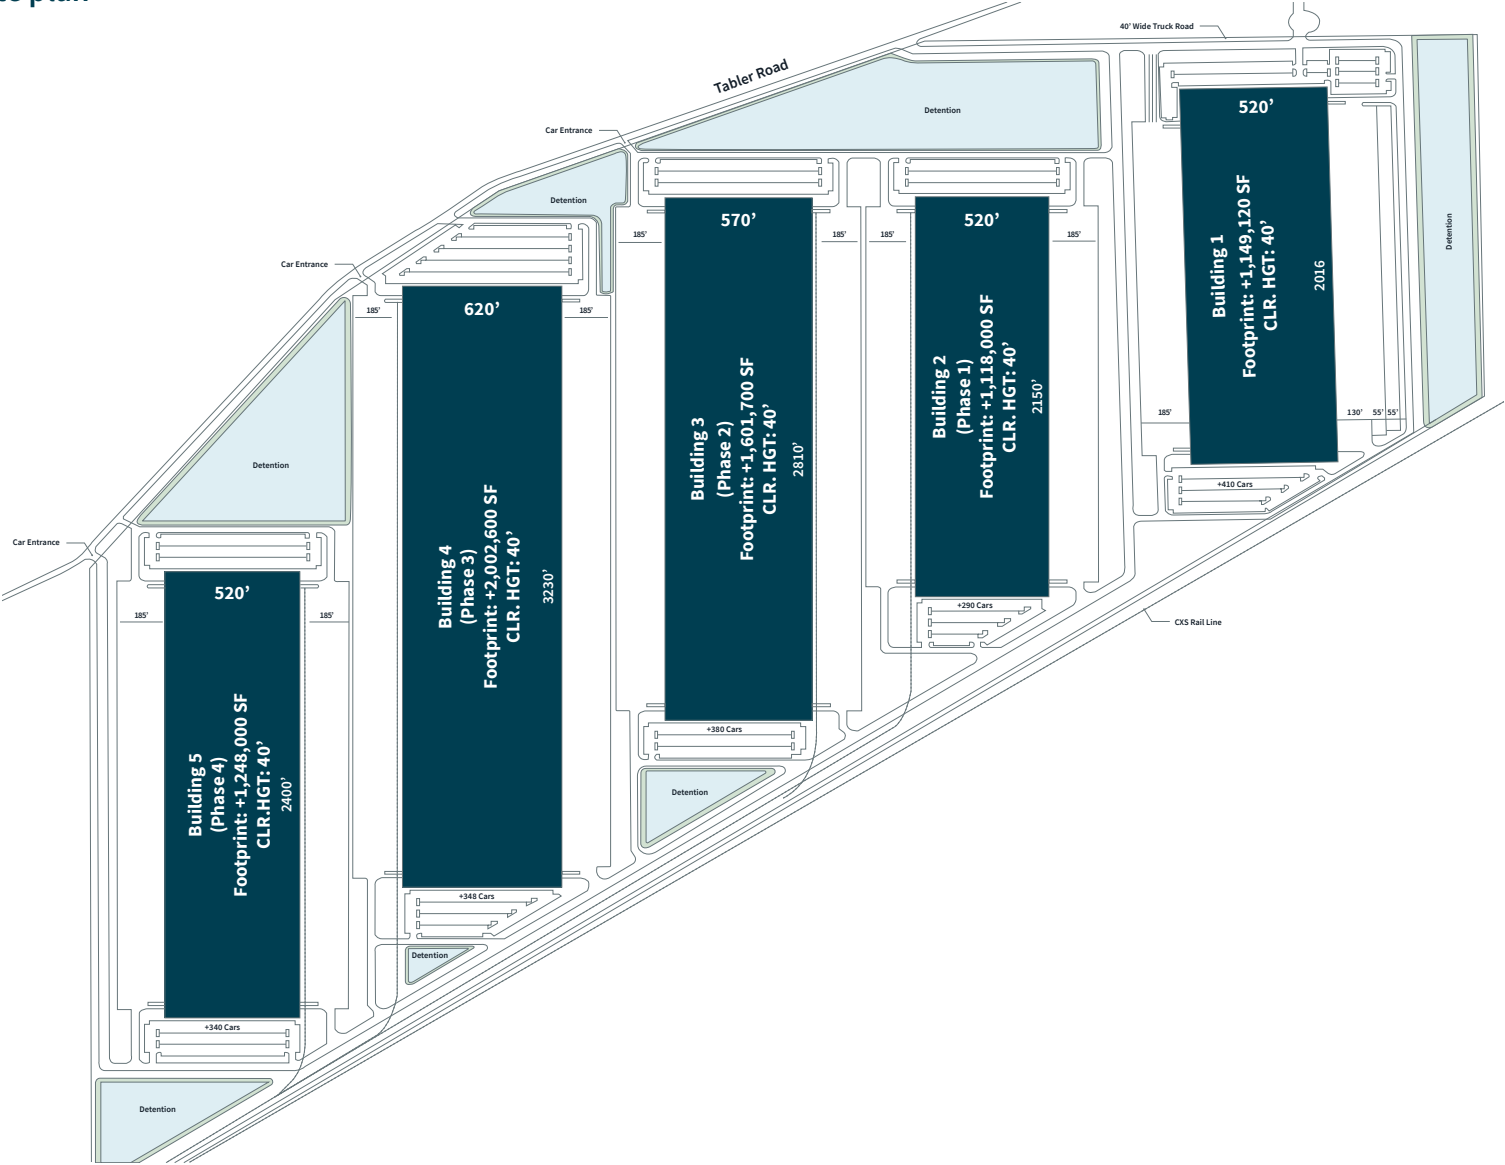 plan
40' Wide Truck Road
Tabler Road
Detention
Car Entrance
Detention
Car Entrance
Detention
Car Entrance
Detention
520’
Building 1
Footprint: +1,149,120 SF
CLR. HGT: 40’
2016
185’
130’
55’
55’
+410 Cars
520’
185’
185’
Building 2
(Phase 1)
Footprint: +1,118,000 SF
CLR. HGT: 40’
2150’
+290 Cars
CXS Rail Line
570’
185’
185’
Building 3
(Phase 2)
Footprint: +1,601,700 SF
CLR. HGT: 40’
2810’
+380 Cars
Detention
620’
185’
185’
Building 4
(Phase 3)
Footprint: +2,002,600 SF
CLR. HGT: 40’
3230’
+348 Cars
Detention
520’
185’
185’
Building 5
(Phase 4)
Footprint: +1,248,000 SF
CLR.HGT: 40’
2400’
+340 Cars
Detention